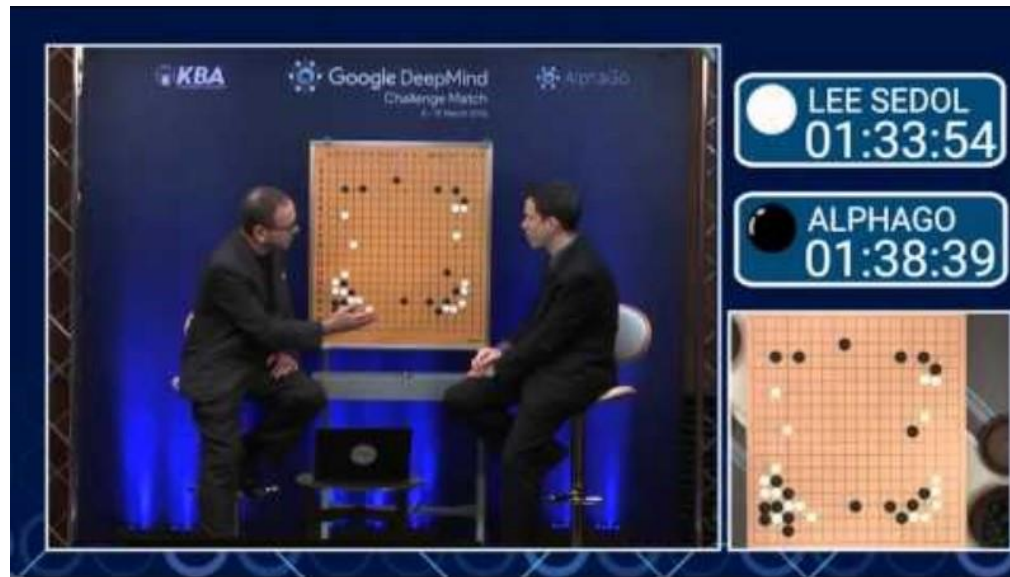 KBA
Google DeepMind
Challenge Match
AlphaGo
LEE SEDOL
01:33:54
ALPHAGO
01:38:39